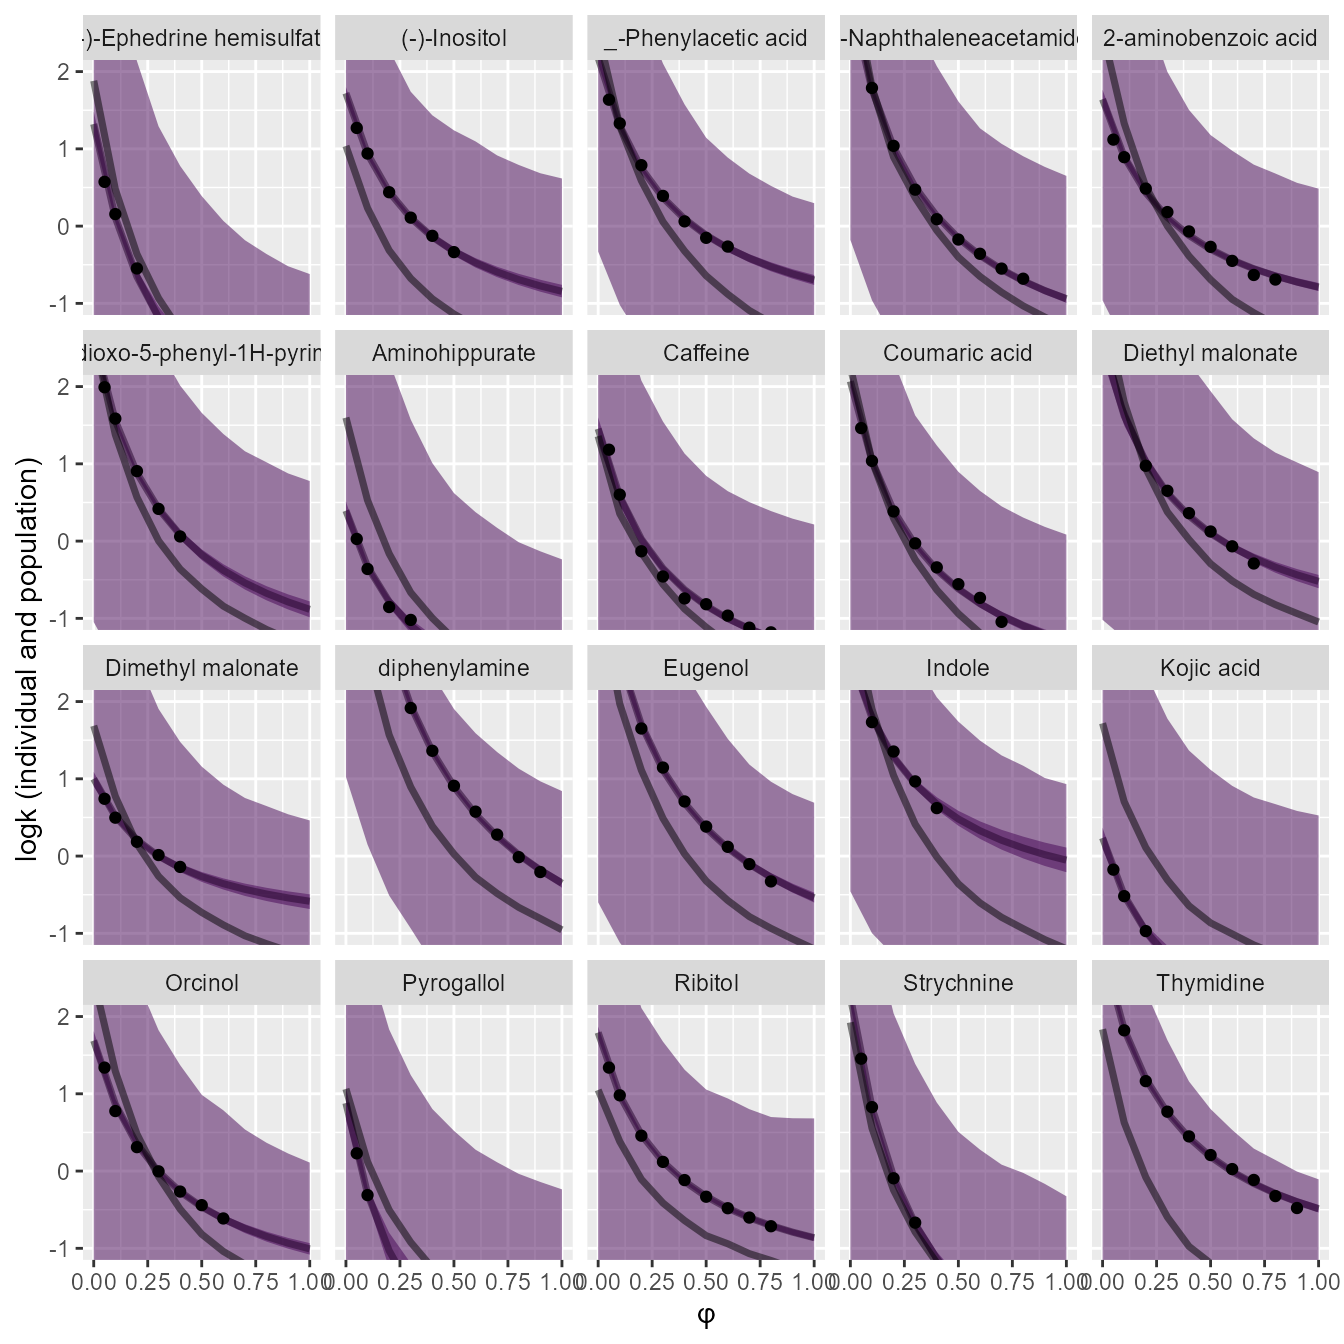 -)-Ephedrine hemisulfat
(-)-Inositol
_-Phenylacetic acid
-Naphthaleneacetamide
2-aminobenzoic acid
2
1
0
-1
dioxo-5-phenyl-1H-pyrim
Aminohippurate
Caffeine
Coumaric acid
Diethyl malonate
2
1
0
-1
logk (individual and population)
Dimethyl malonate
diphenylamine
Eugenol
Indole
Kojic acid
2
1
0
-1
Orcinol
Pyrogallol
Ribitol
Strychnine
Thymidine
2
1
0
-1
0.00 0.25 0.50 0.75 1.00
0.00 0.25 0.50 0.75 1.00
0.00 0.25 0.50 0.75 1.00
0.00 0.25 0.50 0.75 1.00
0.00 0.25 0.50 0.75 1.00
φ